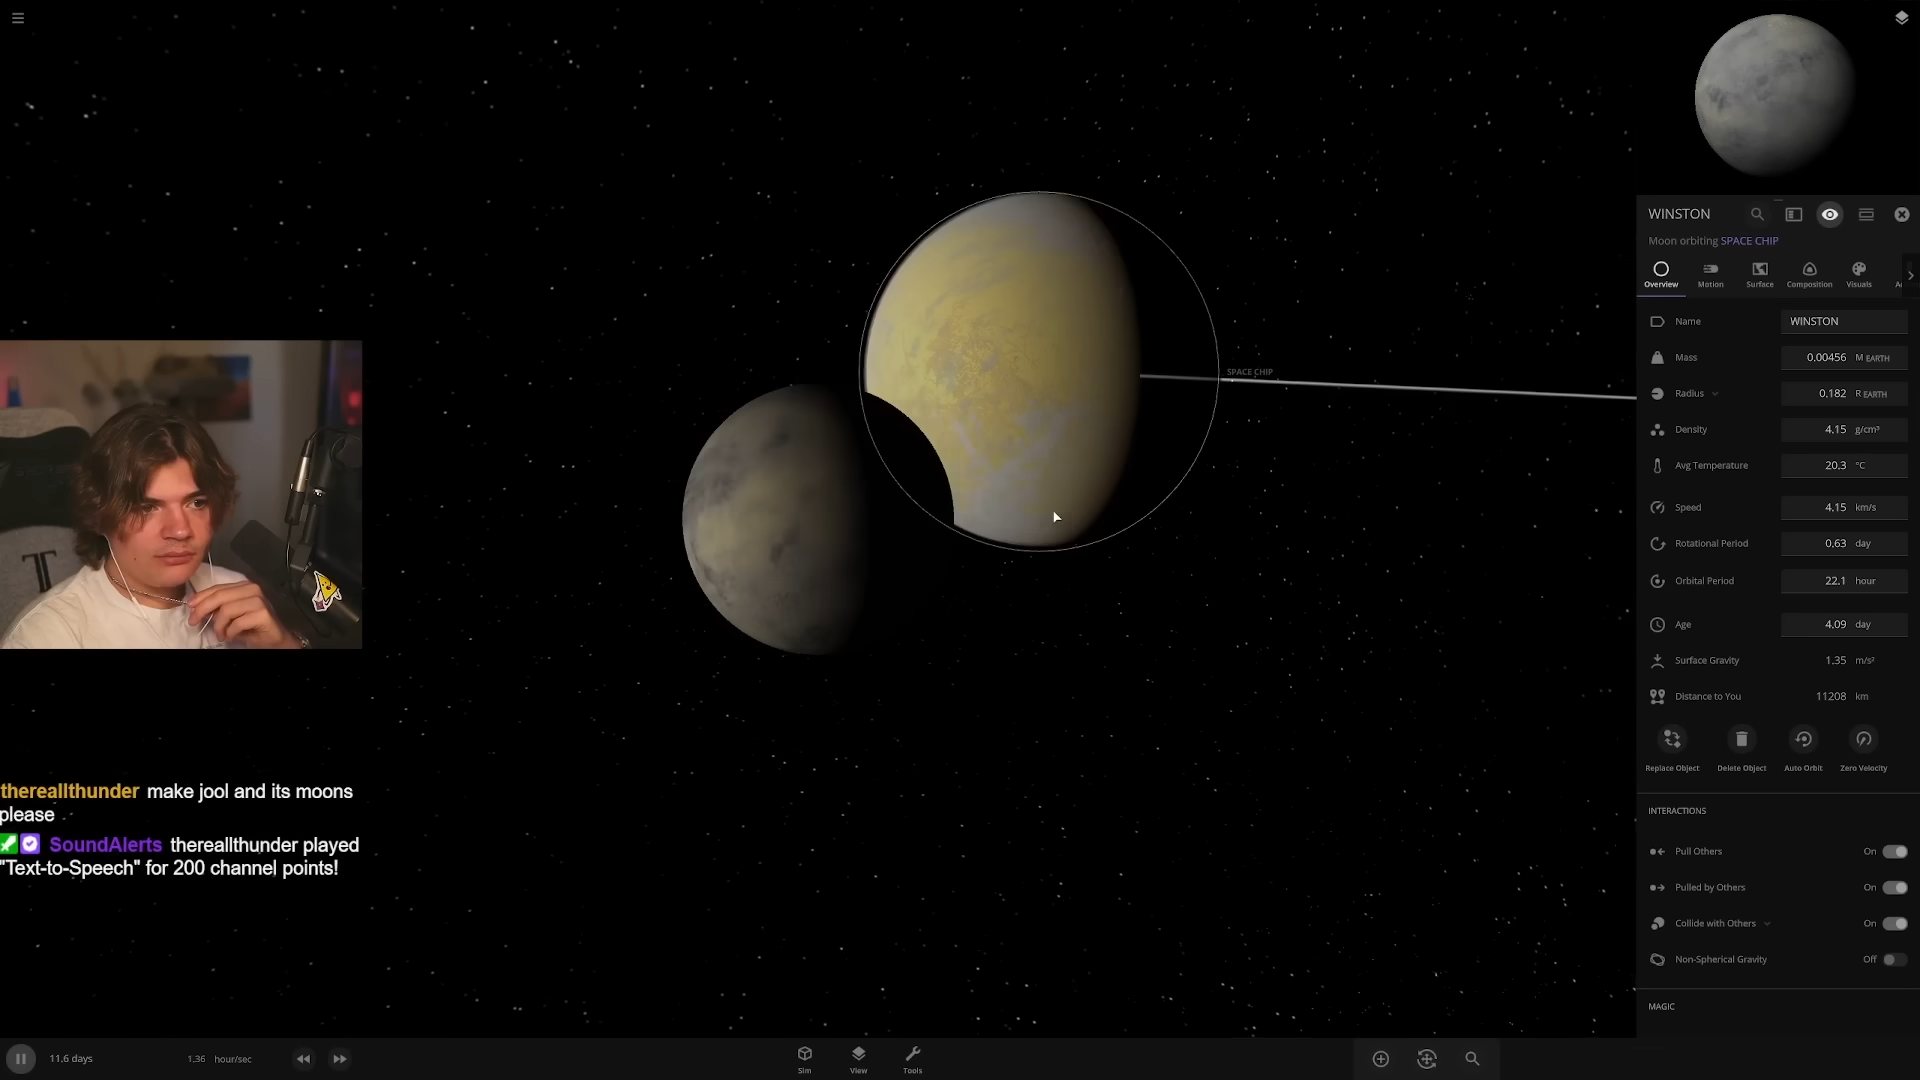 WINSTON
Moon orbiting SPACE CHIP
Overview Motion Surface Composition Visuals
Name WINSTON
Mass 0.00456 M EARTH
Radius 0.182 R EARTH
Density 4.15 g/cm³
Avg Temperature 20.3 °C
Speed 4.15 km/s
Rotational Period 0.63 day
Orbital Period 22.1 hour
Age 4.09 day
Surface Gravity 1.35 m/s²
Distance to You 11208 km
Replace Object Delete Object Auto Orbit Zero Velocity
INTERACTIONS
Pull Others On
Pulled by Others On
Collide with Others On
Non-Spherical Gravity Off
MAGIC
SPACE CHIP
T
thereallthunder make jool and its moons
please
SoundAlerts thereallthunder played
"Text-to-Speech" for 200 channel points!
11.6 days 1.36 hour/sec
Sim View Tools